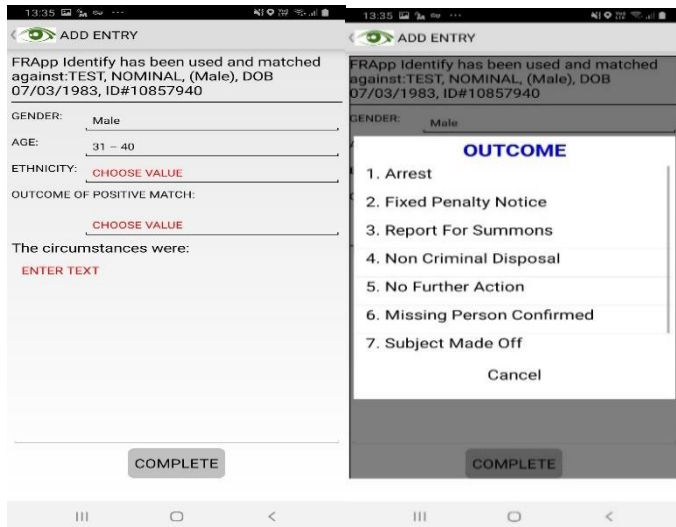 13:35
ADD ENTRY
FRApp Identify has been used and matched
against:TEST, NOMINAL, (Male), DOB
07/03/1983, ID#10857940
GENDER:
Male
AGE:
31 – 40
ETHNICITY:
CHOOSE VALUE
OUTCOME OF POSITIVE MATCH:
CHOOSE VALUE
The circumstances were:
ENTER TEXT
COMPLETE
13:35
ADD ENTRY
FRApp Identify has been used and matched
against:TEST, NOMINAL, (Male), DOB
07/03/1983, ID#10857940
GENDER:
Male
OUTCOME
1. Arrest
2. Fixed Penalty Notice
3. Report For Summons
4. Non Criminal Disposal
5. No Further Action
6. Missing Person Confirmed
7. Subject Made Off
Cancel
COMPLETE